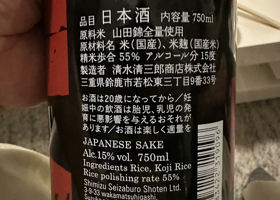 品目 日本酒 内容量 750ml
原料米 山田錦全量使用
原材料名 米(国産)、米麹(国産米)
精米歩合 55% アルコール分 15度
製造者 清水清三郎商店株式会社
三重県鈴鹿市若松東三丁目9番33号
お酒は20歳になってから/妊
娠中の飲酒は胎児、乳児の発
育に悪影響を与えるおそれが
あります/お酒は楽しく適量を
JAPANESE SAKE
Alc.15% vol. 750ml
Ingredients Rice, Koji Rice
Rice polishing rate 55%
Shimizu Seizaburo Shoten Ltd.
3-9-33 wakamatsuhigashi,